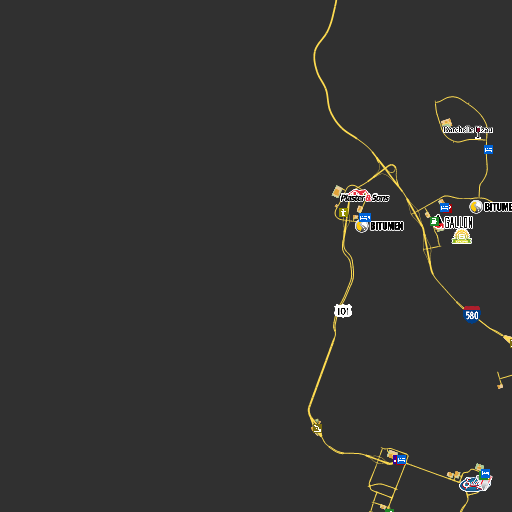 Plaster & Sons
BITUMEN
GALLON
BITUMEN
101
580